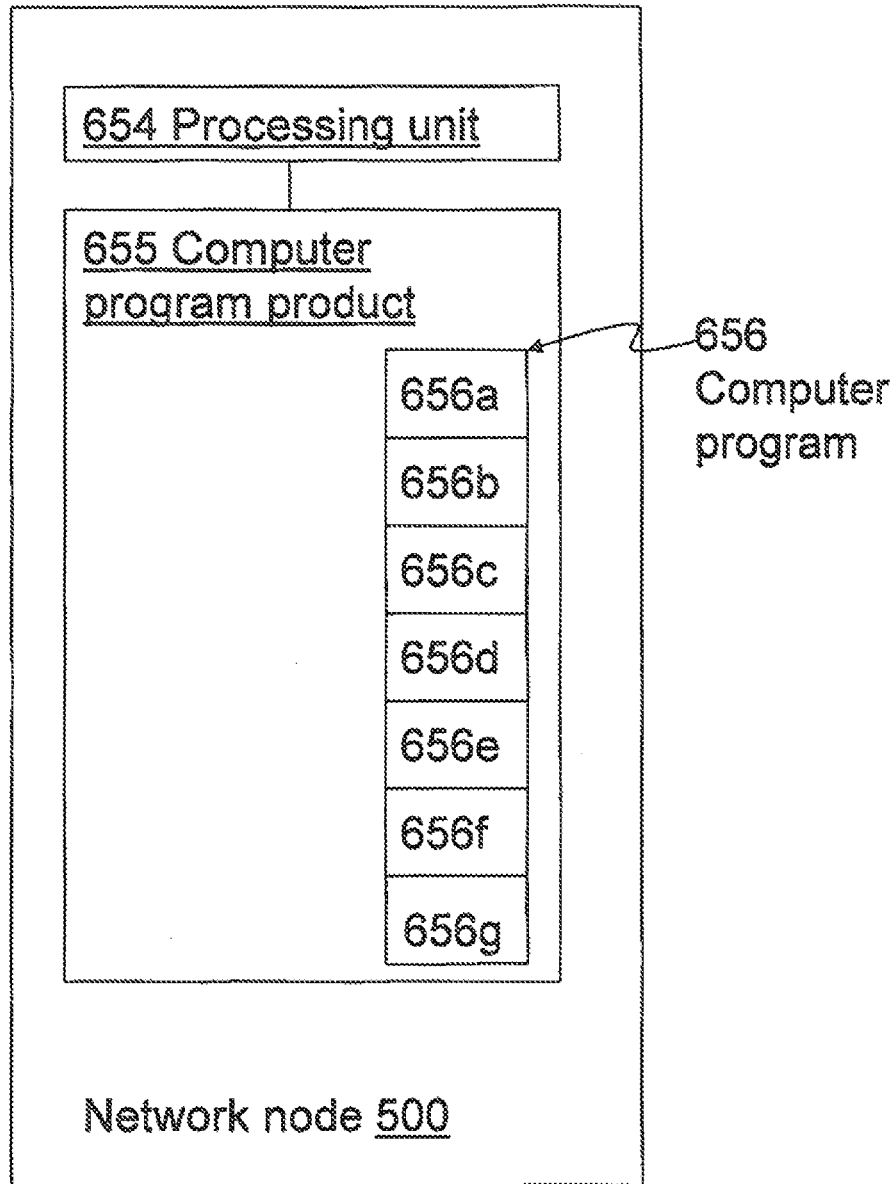 654 Processing unit
655 Computer
program product
656
Computer
program
656a
656b
656c
656d
656e
656f
656g
Network node 500